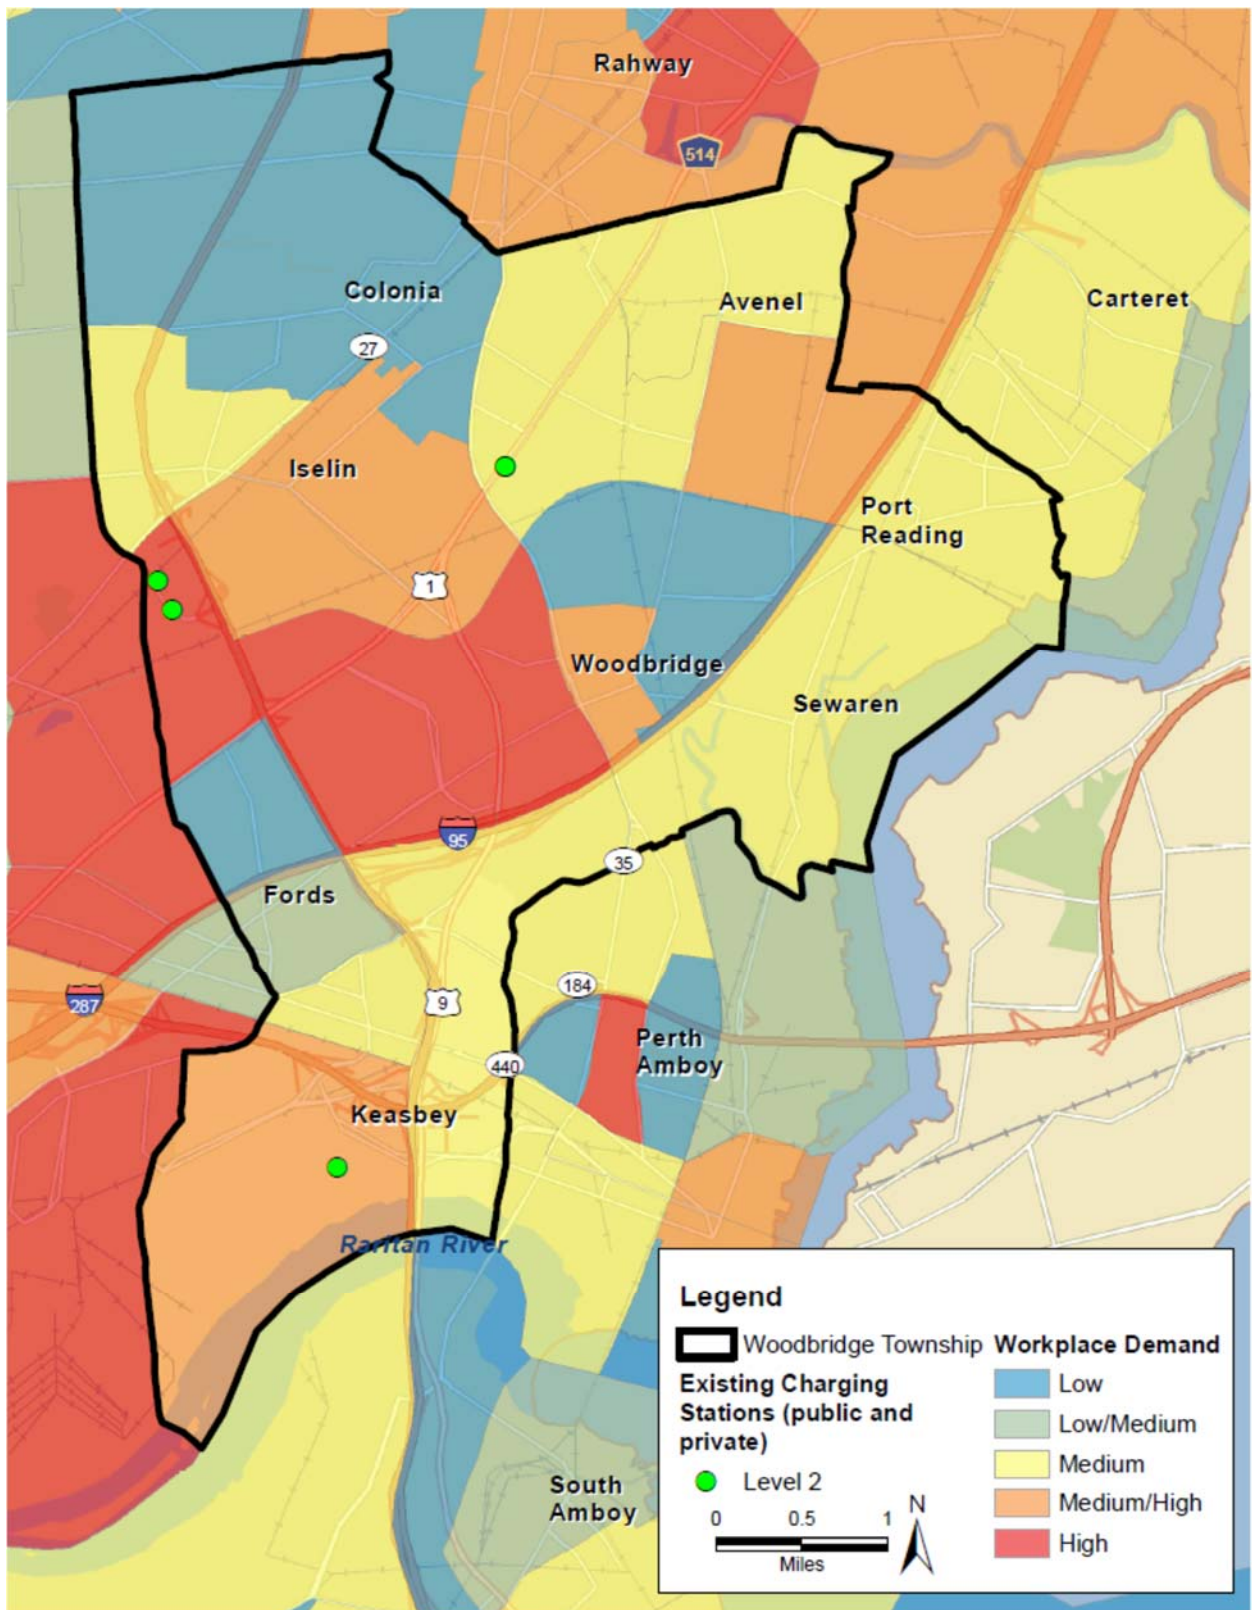 Rahway
514
Colonia
Avenel
Carteret
27
Iselin
Port
Reading
1
Woodbridge
Sewaren
95
35
Fords
184
287
9
Perth
Amboy
440
Keasbey
Raritan River
Legend
Woodbridge Township
Existing Charging
Stations (public and
private)
Level 2
0 0.5 1
Miles
N
Workplace Demand
Low
Low/Medium
Medium
Medium/High
High
South
Amboy